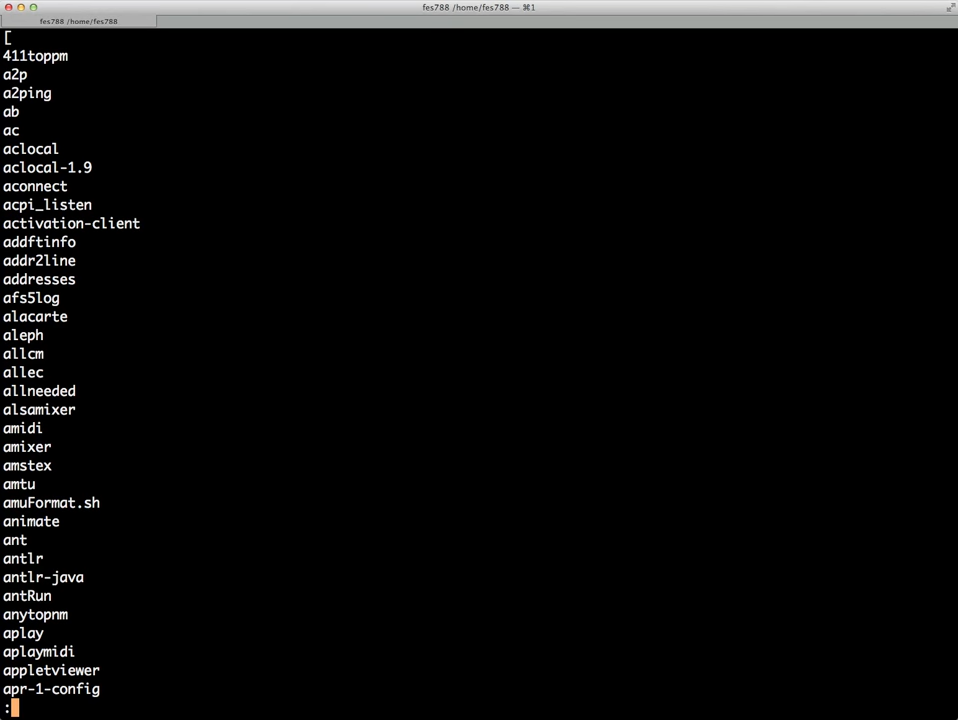 fes788 /home/fes788 — ⌘1
fes788 /home/fes788
[
411toppm
a2p
a2ping
ab
ac
aclocal
aclocal-1.9
aconnect
acpi_listen
activation-client
addftinfo
addr2line
addresses
afs5log
alacarte
aleph
allcm
allec
allneeded
alsamixer
amidi
amixer
amstex
amtu
amuFormat.sh
animate
ant
antlr
antlr-java
antRun
anytopnm
aplay
aplaymidi
appletviewer
apr-1-config
: